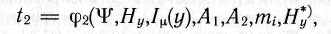 t₂ = φ₂(Ψ, H_y, I_μ(y), A₁, A₂, m_i, H_y^*),